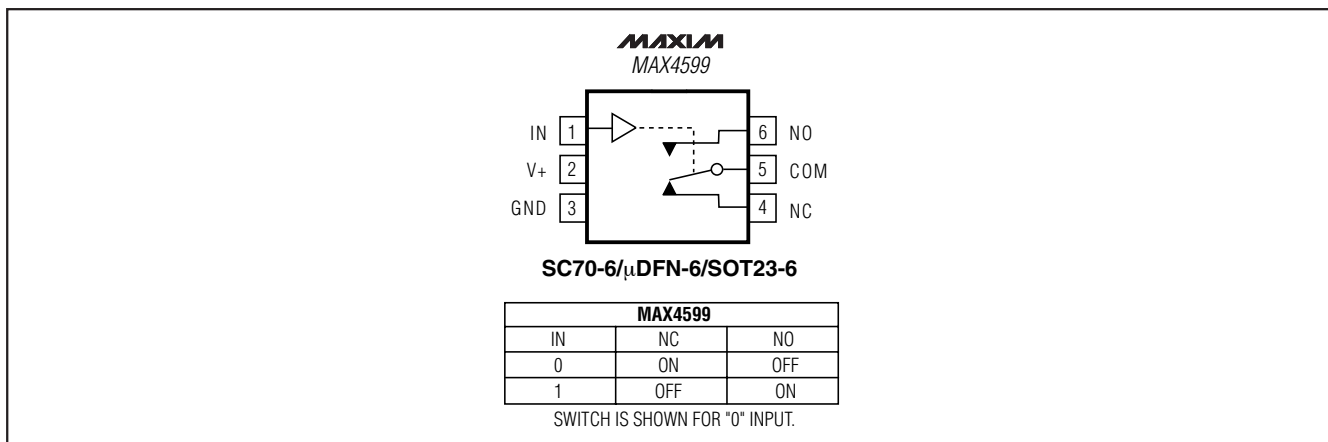 MAXIM
MAX4599
IN 1 6 NO
V+ 2 5 COM
GND 3 4 NC
SC70-6/μDFN-6/SOT23-6
MAX4599
IN NC NO
0 ON OFF
1 OFF ON
SWITCH IS SHOWN FOR "0" INPUT.